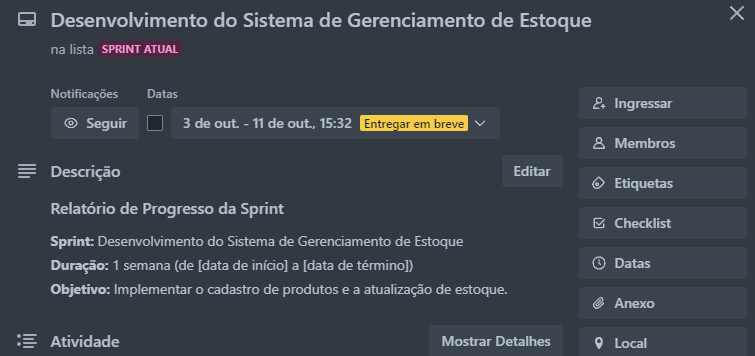 Desenvolvimento do Sistema de Gerenciamento de Estoque
na lista SPRINT ATUAL
Notificações Datas
Seguir 3 de out. - 11 de out., 15:32 Entregar em breve
Descrição Editar
Relatório de Progresso da Sprint
Sprint: Desenvolvimento do Sistema de Gerenciamento de Estoque
Duração: 1 semana (de [data de início] a [data de término])
Objetivo: Implementar o cadastro de produtos e a atualização de estoque.
Atividade Mostrar Detalhes
Ingressar
Membros
Etiquetas
Checklist
Datas
Anexo
Local